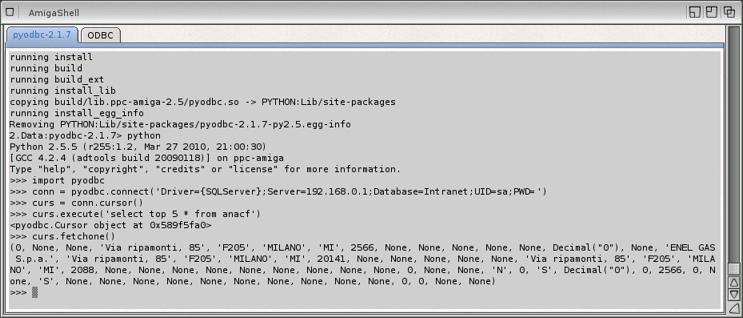 AmigaShell
pyodbc-2.1.7 ODBC
running install
running build
running build_ext
running install_lib
copying build/lib.ppc-amiga-2.5/pyodbc.so -> PYTHON:Lib/site-packages
running install_egg_info
Removing PYTHON:Lib/site-packages/pyodbc-2.1.7-py2.5.egg-info
2.Data:pyodbc-2.1.7> python
Python 2.5.5 (r255:1.2, Mar 27 2010, 21:00:30)
[GCC 4.2.4 (adtools build 20090118)] on ppc-amiga
Type "help", "copyright", "credits" or "license" for more information.
>>> import pyodbc
>>> conn = pyodbc.connect('Driver={SQLServer};Server=192.168.0.1;Database=Intranet;UID=sa;PWD=')
>>> curs = conn.cursor()
>>> curs.execute('select top 5 * from anacf')
<pyodbc.Cursor object at 0x589f5fa0>
>>> curs.fetchone()
(0, None, None, 'Via ripamonti, 85', 'F205', 'MILANO', 'MI', 2566, None, None, None, None, None, Decimal("0"), None, 'ENEL GAS
S.p.a.', 'Via ripamonti, 85', 'F205', 'MILANO', 'MI', 20141, None, None, None, None, None, 'Via ripamonti, 85', 'F205', 'MILA
NO', 'MI', 2088, None, None, None, None, None, None, None, None, 0, None, None, 'N', 0, 'S', Decimal("0"), 0, 2566, 0, N
one, 'S', None, None, None, None, None, None, None, None, None, None, 0, 0, None, None)
>>>